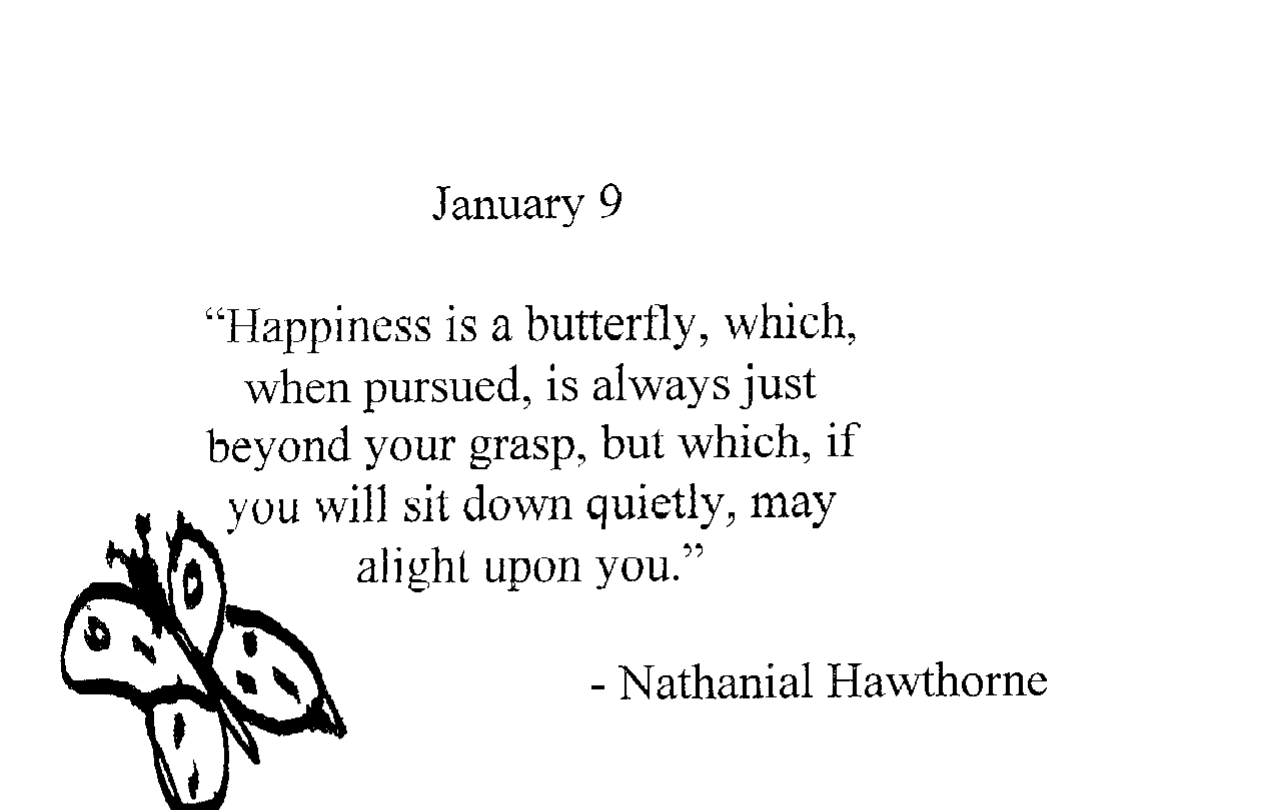 January 9
“Happiness is a butterfly, which,
when pursued, is always just
beyond your grasp, but which, if
you will sit down quietly, may
alight upon you.”
- Nathanial Hawthorne